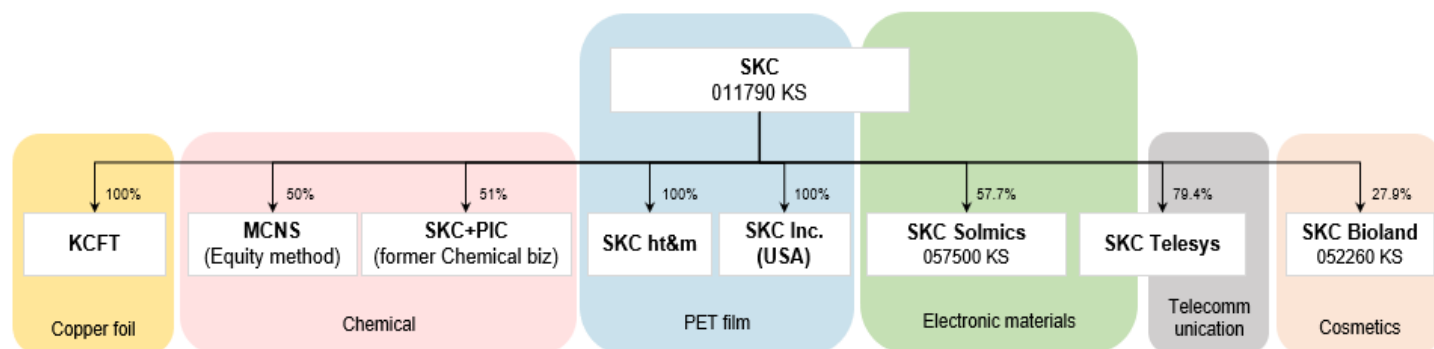 SKC
011790 KS
100%
50%
51%
100%
100%
57.7%
79.4%
27.9%
KCFT
MCNS
(Equity method)
SKC+PIC
(former Chemical biz)
SKC ht&m
SKC Inc.
(USA)
SKC Solmics
057500 KS
SKC Telesys
SKC Bioland
052260 KS
Copper foil
Chemical
PET film
Electronic materials
Telecomm
unication
Cosmetics